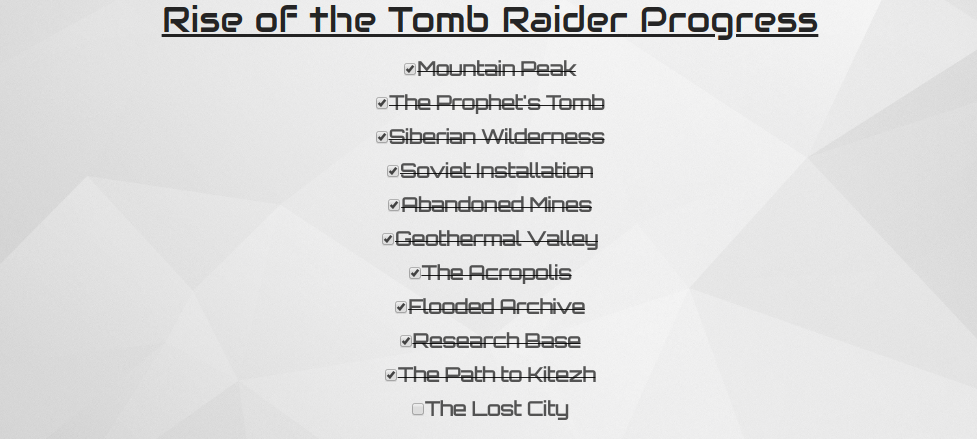 Rise of the Tomb Raider Progress
Mountain Peak
The Prophet's Tomb
Siberian Wilderness
Soviet Installation
Abandoned Mines
Geothermal Valley
The Acropolis
Flooded Archive
Research Base
The Path to Kitezh
The Lost City